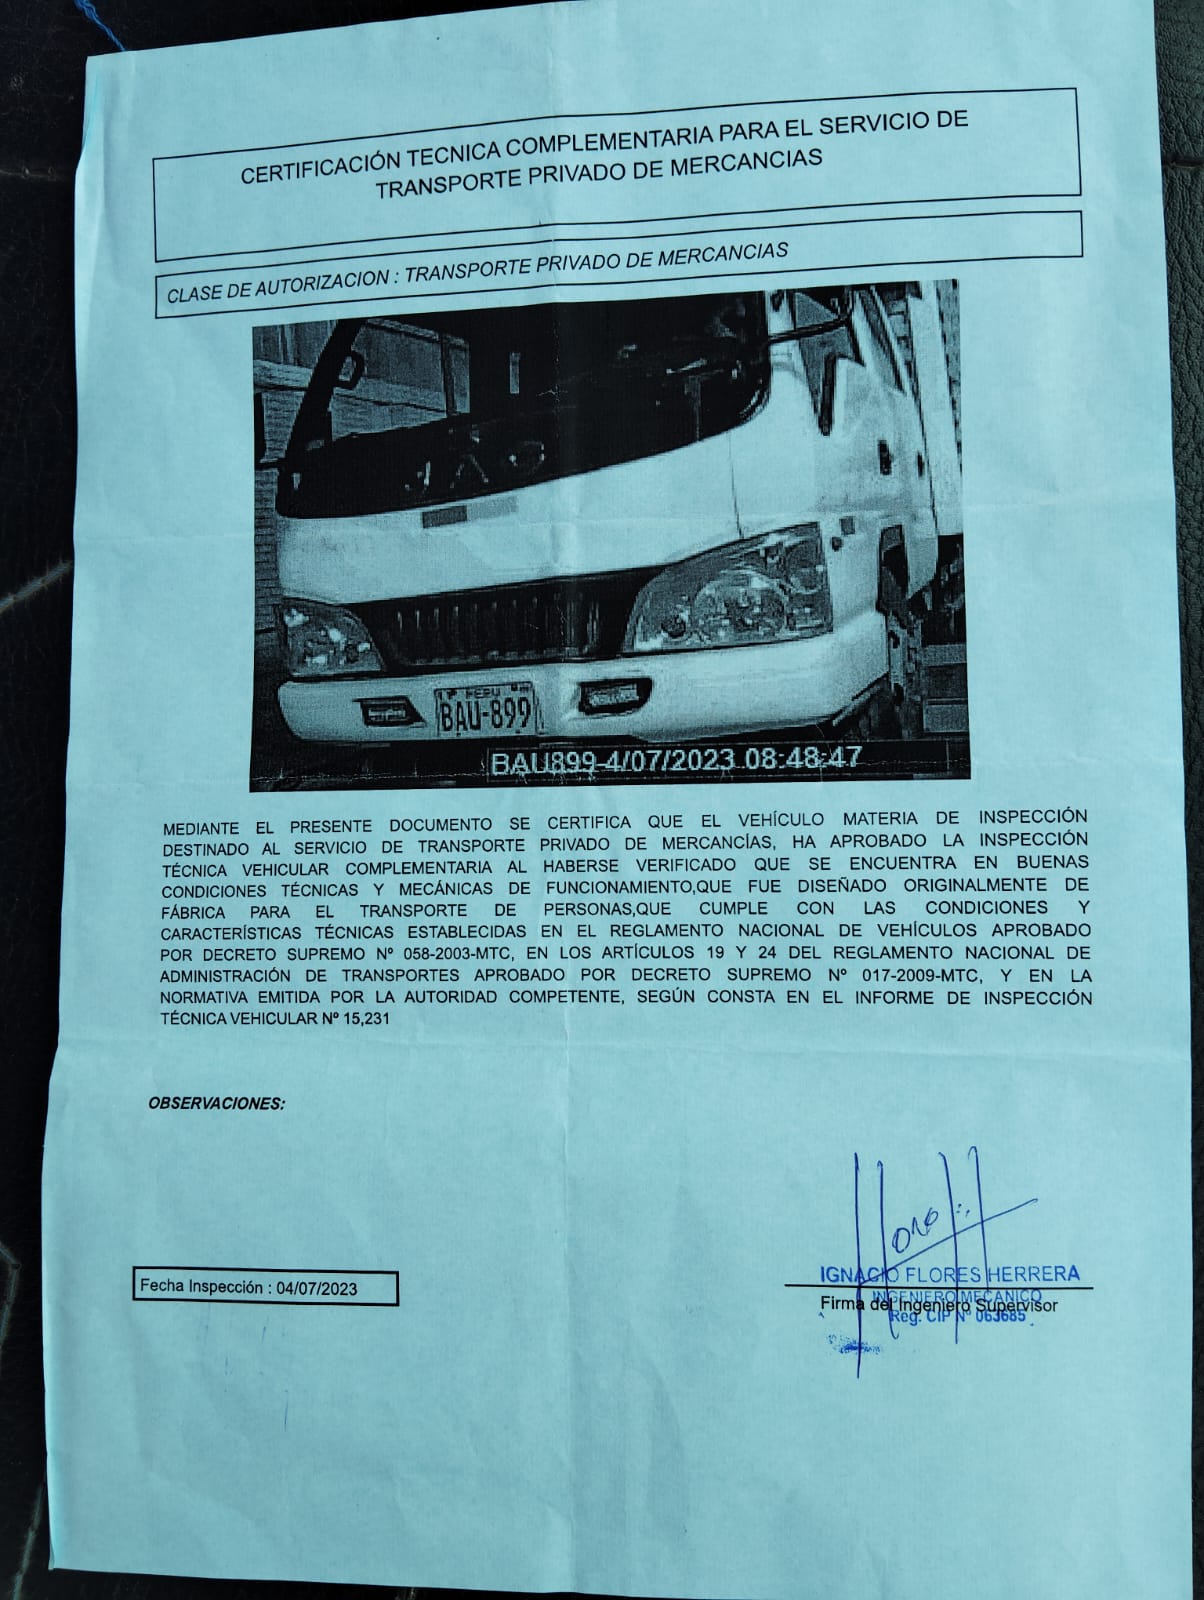 CERTIFICACIÓN TECNICA COMPLEMENTARIA PARA EL SERVICIO DE
TRANSPORTE PRIVADO DE MERCANCIAS
CLASE DE AUTORIZACION : TRANSPORTE PRIVADO DE MERCANCIAS
JAC
PERU
BAU-899
BAU899-4/07/2023 08:48:47
MEDIANTE EL PRESENTE DOCUMENTO SE CERTIFICA QUE EL VEHÍCULO MATERIA DE INSPECCIÓN
DESTINADO AL SERVICIO DE TRANSPORTE PRIVADO DE MERCANCÍAS, HA APROBADO LA INSPECCIÓN
TÉCNICA VEHICULAR COMPLEMENTARIA AL HABERSE VERIFICADO QUE SE ENCUENTRA EN BUENAS
CONDICIONES TÉCNICAS Y MECÁNICAS DE FUNCIONAMIENTO,QUE FUE DISEÑADO ORIGINALMENTE DE
FÁBRICA PARA EL TRANSPORTE DE PERSONAS,QUE CUMPLE CON LAS CONDICIONES Y
CARACTERÍSTICAS TÉCNICAS ESTABLECIDAS EN EL REGLAMENTO NACIONAL DE VEHÍCULOS APROBADO
POR DECRETO SUPREMO Nº 058-2003-MTC, EN LOS ARTÍCULOS 19 Y 24 DEL REGLAMENTO NACIONAL DE
ADMINISTRACIÓN DE TRANSPORTES APROBADO POR DECRETO SUPREMO Nº 017-2009-MTC, Y EN LA
NORMATIVA EMITIDA POR LA AUTORIDAD COMPETENTE, SEGÚN CONSTA EN EL INFORME DE INSPECCIÓN
TÉCNICA VEHICULAR Nº 15,231
OBSERVACIONES:
Fecha Inspección : 04/07/2023
IGNACIO FLORES HERRERA
INGENIERO MECANICO
Firma del Ingeniero Supervisor
Reg. CIP Nº 063685